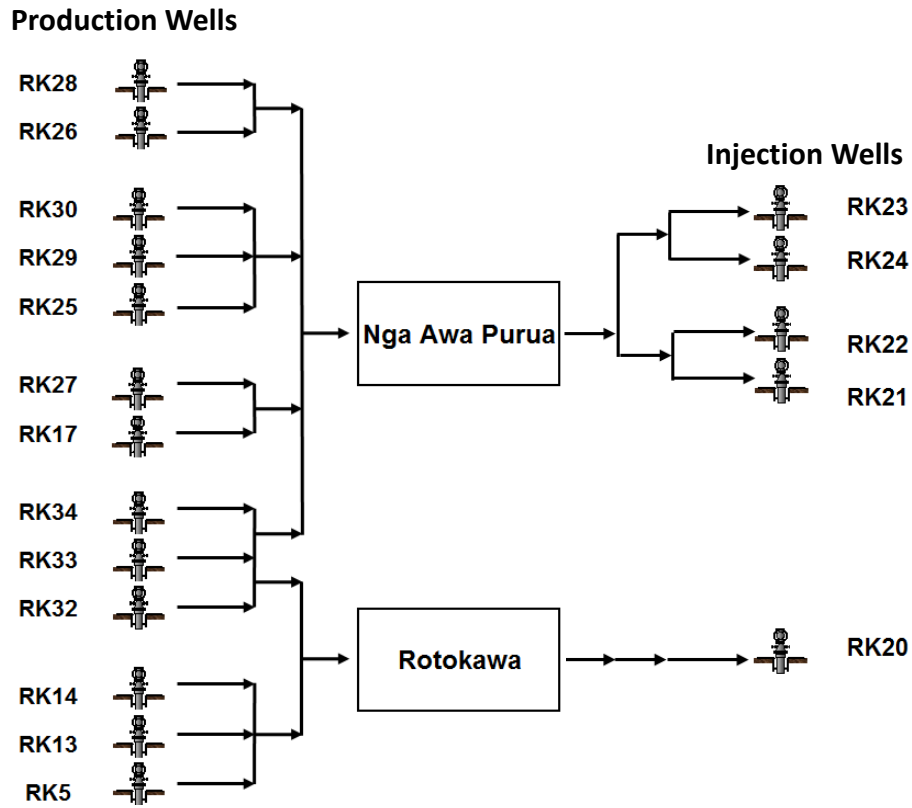 Production Wells
RK28
RK26
RK30
RK29
RK25
RK27
RK17
RK34
RK33
RK32
RK14
RK13
RK5
Nga Awa Purua
Rotokawa
Injection Wells
RK23
RK24
RK22
RK21
RK20